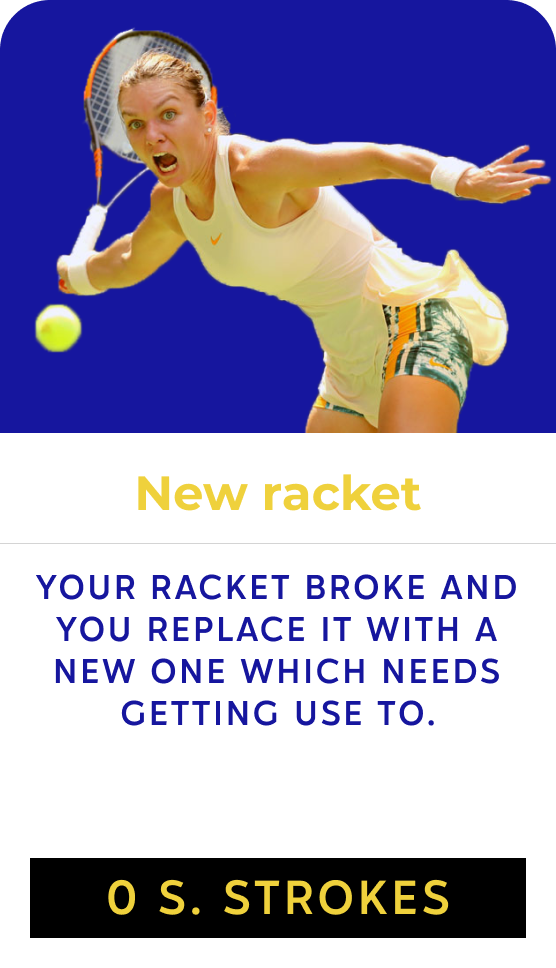 New racket
YOUR RACKET BROKE AND
YOU REPLACE IT WITH A
NEW ONE WHICH NEEDS
GETTING USE TO.
0 S. STROKES